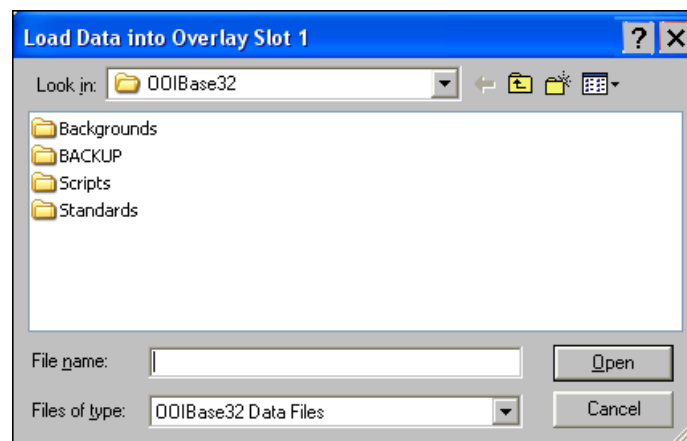 Load Data into Overlay Slot 1
Look in: OOIBase32
Backgrounds
BACKUP
Scripts
Standards
File name:
Open
Files of type: OOIBase32 Data Files
Cancel